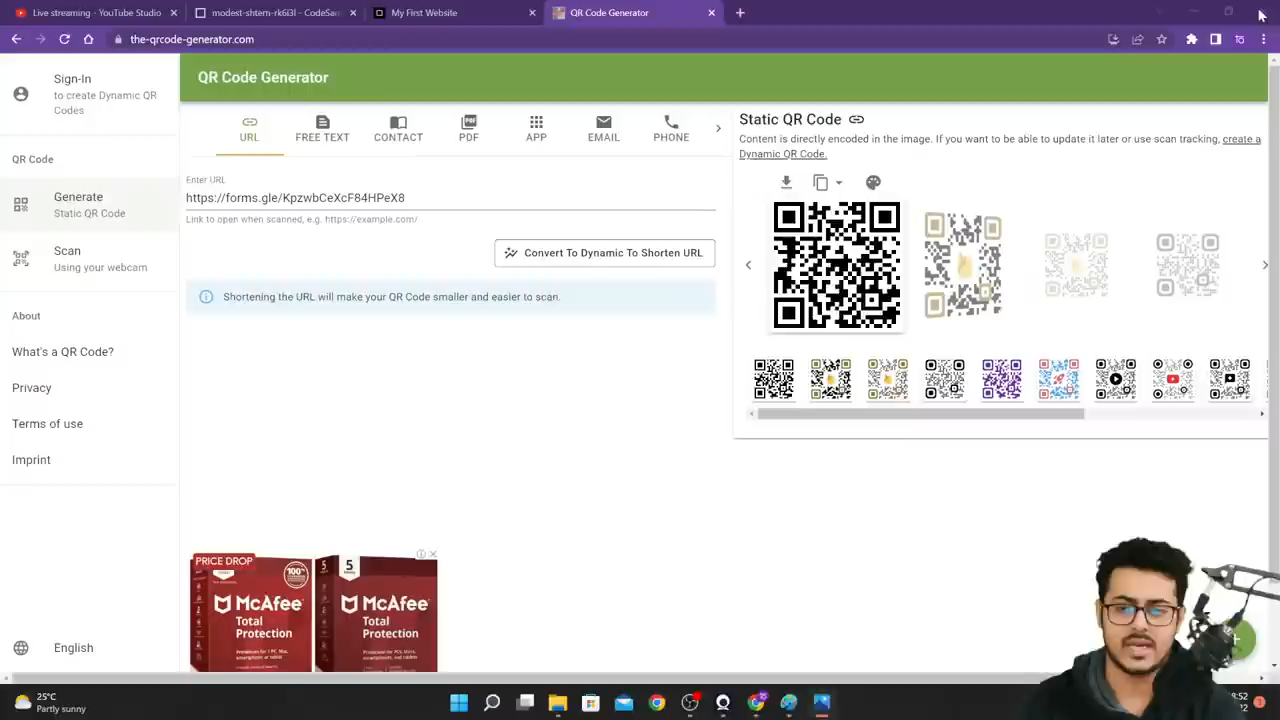 Live streaming - YouTube Studio
modest-shtern-rk6i3l - CodeSan
My First Website
QR Code Generator
the-qrcode-generator.com
Sign-In
to create Dynamic QR
Codes
QR Code
Generate
Static QR Code
Scan
Using your webcam
About
What's a QR Code?
Privacy
Terms of use
Imprint
English
QR Code Generator
URL
FREE TEXT
CONTACT
PDF
APP
EMAIL
PHONE
Enter URL
https://forms.gle/KpzwbCeXcF84HPeX8
Link to open when scanned, e.g. https://example.com/
Convert To Dynamic To Shorten URL
Shortening the URL will make your QR Code smaller and easier to scan.
Static QR Code
Content is directly encoded in the image. If you want to be able to update it later or use scan tracking, create a
Dynamic QR Code.
PRICE DROP
100%
McAfee
Total
Protection
5
McAfee
Total
Protection
25°C
Partly sunny